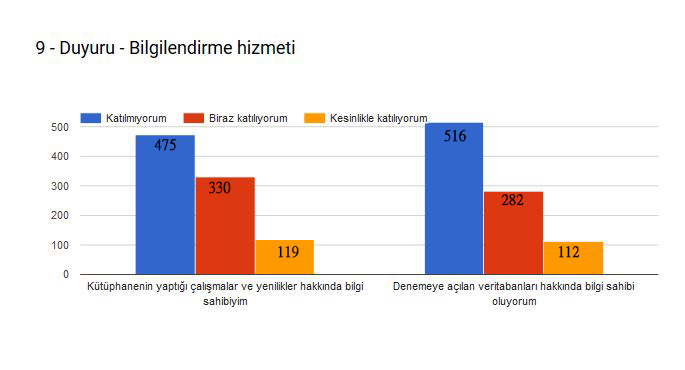 9 - Duyuru - Bilgilendirme hizmeti
Katılmıyorum Biraz katılıyorum Kesinlikle katılıyorum
500
400
300
200
100
0
475
330
119
516
282
112
Kütüphanenin yaptığı çalışmalar ve yenilikler hakkında bilgi
sahibiyim
Denemeye açılan veritabanları hakkında bilgi sahibi
oluyorum